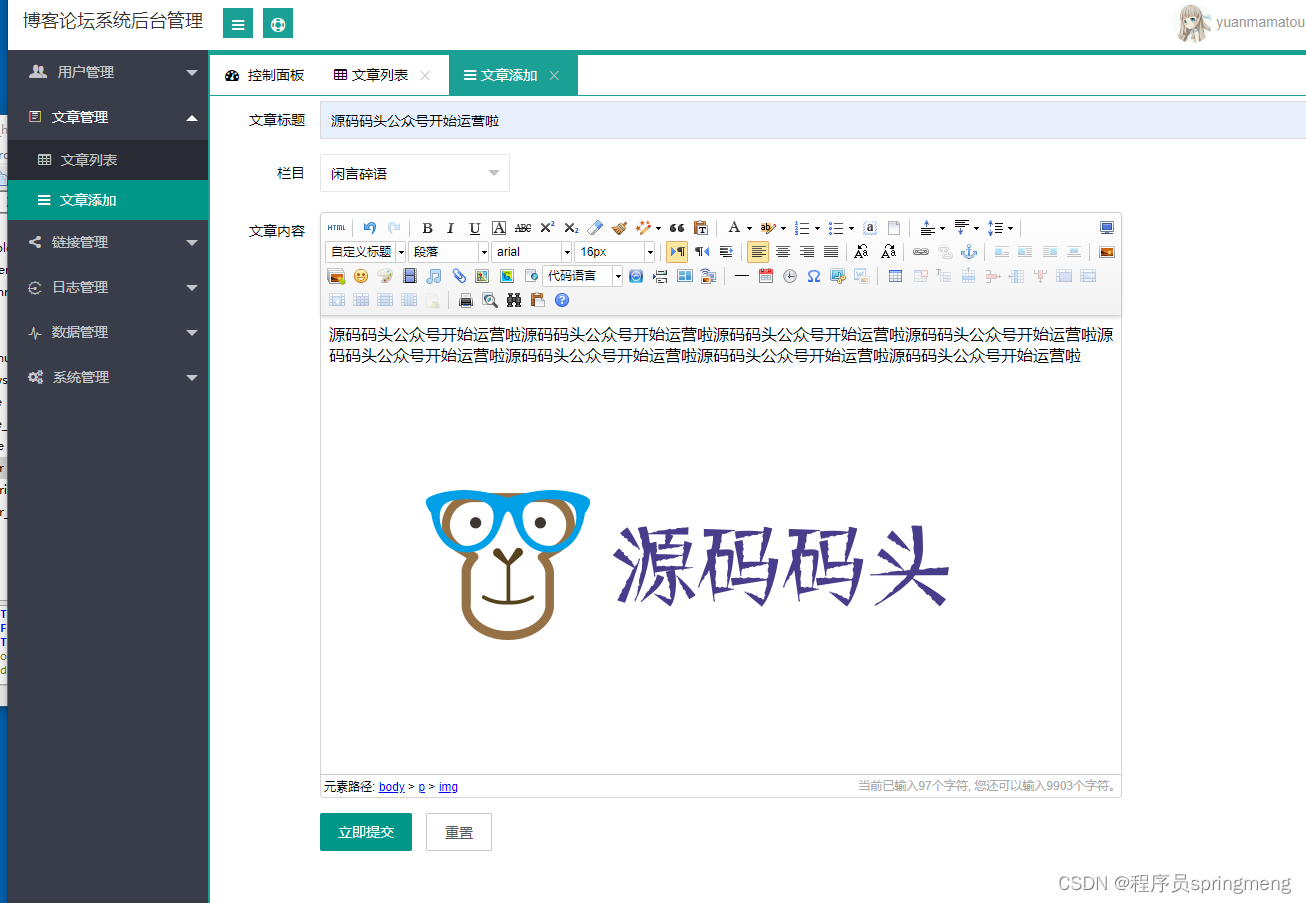 博客论坛系统后台管理
yuanmamatou
用户管理
文章管理
文章列表
文章添加
链接管理
日志管理
数据管理
系统管理
控制面板 文章列表 文章添加
文章标题 源码码头公众号开始运营啦
栏目 闲言碎语
文章内容
HTML B I U A ABC X² X₂
自定义标题 段落 arial 16px
代码语言
源码码头公众号开始运营啦源码码头公众号开始运营啦源码码头公众号开始运营啦源码码头公众号开始运营啦源
码码头公众号开始运营啦源码码头公众号开始运营啦源码码头公众号开始运营啦源码码头公众号开始运营啦
源码码头
元素路径: body > p > img 当前已输入97个字符, 您还可以输入9903个字符。
立即提交 重置
CSDN @程序员springmeng